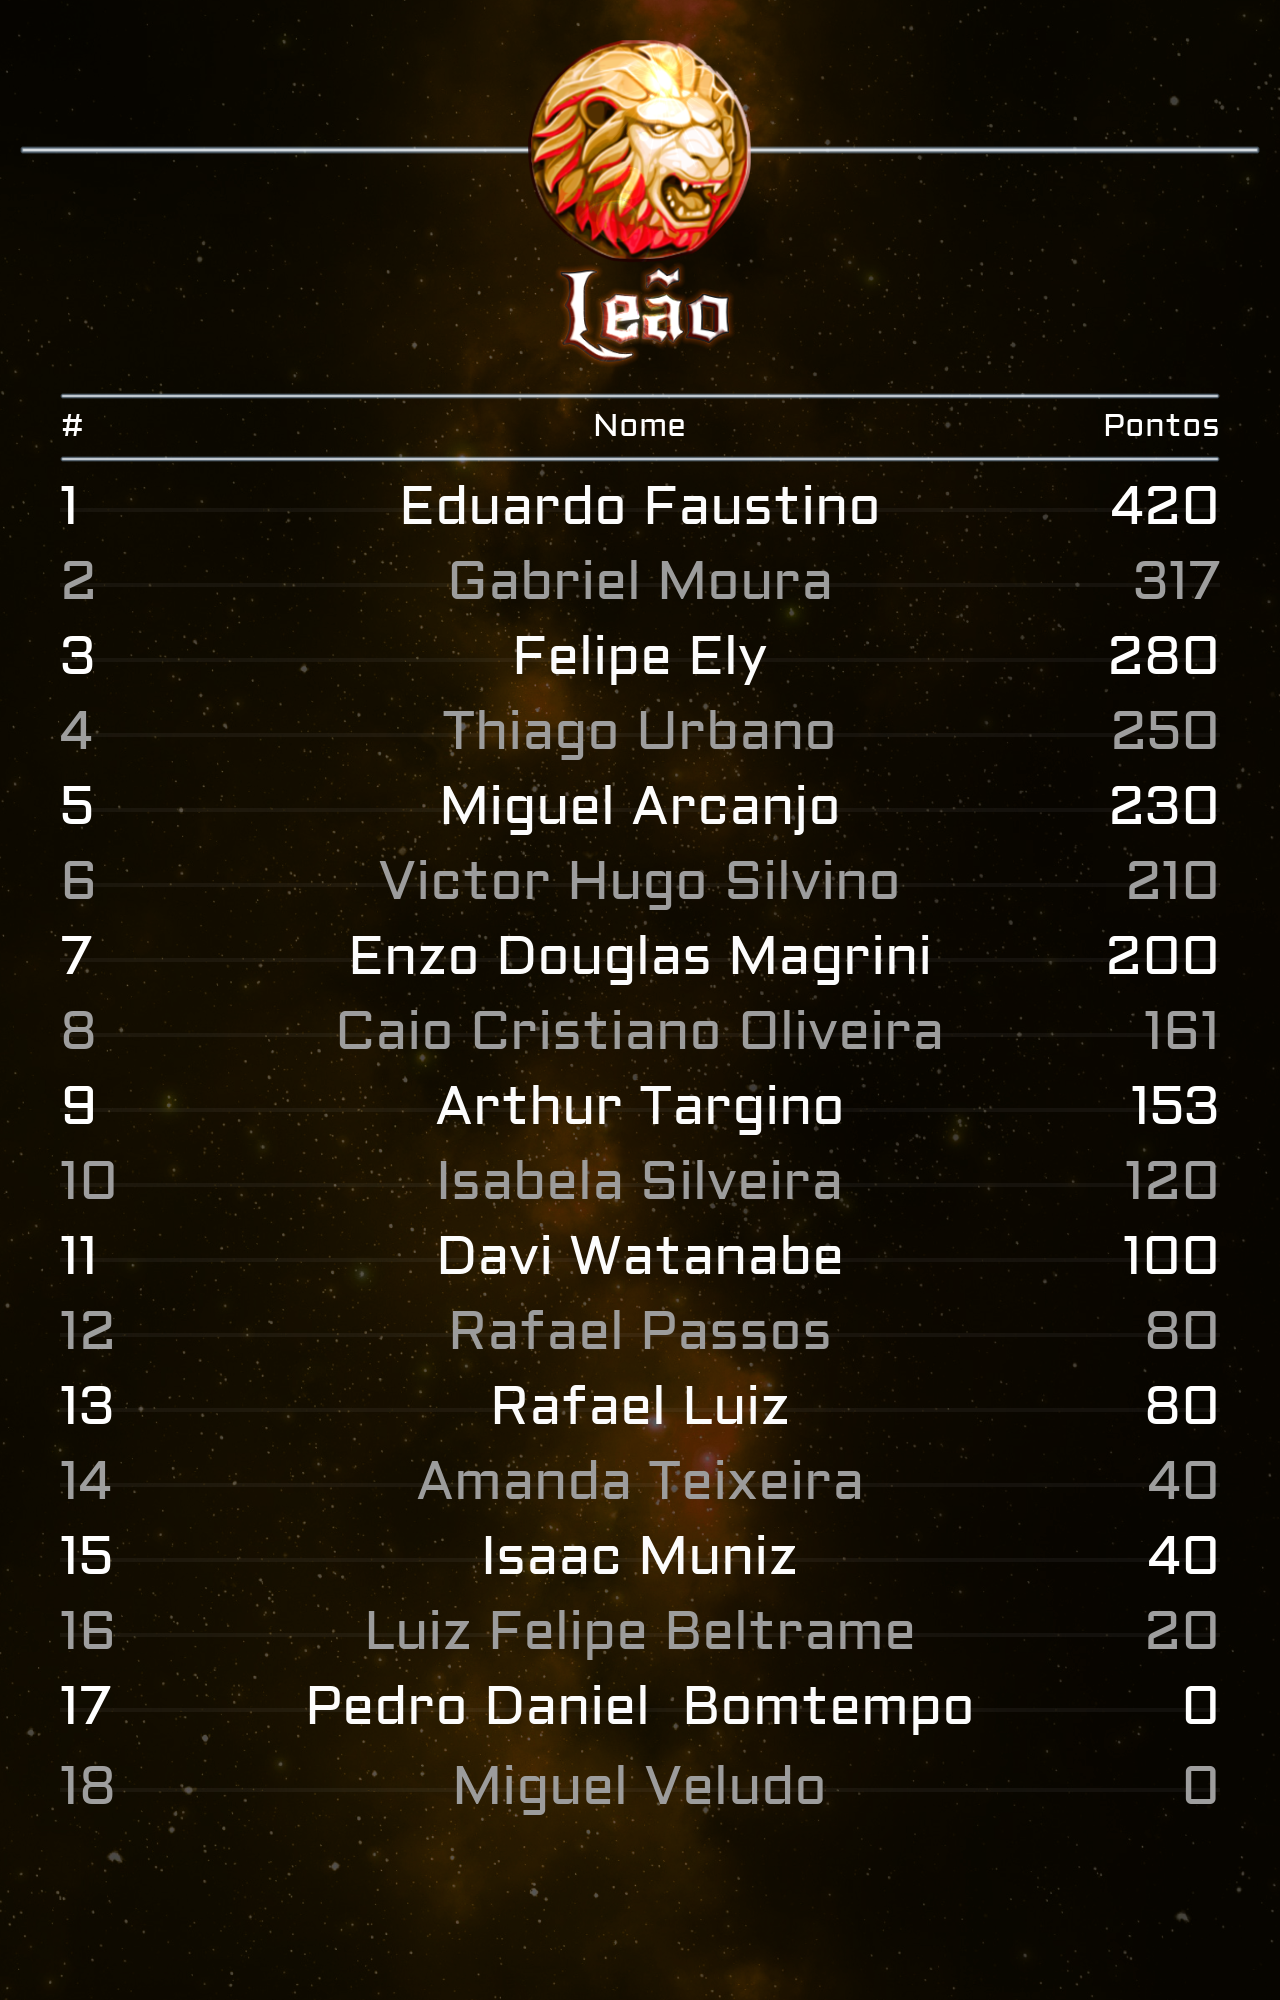 Leão
# Nome Pontos
1 Eduardo Faustino 420
2 Gabriel Moura 317
3 Felipe Ely 280
4 Thiago Urbano 250
5 Miguel Arcanjo 230
6 Victor Hugo Silvino 210
7 Enzo Douglas Magrini 200
8 Caio Cristiano Oliveira 161
9 Arthur Targino 153
10 Isabela Silveira 120
11 Davi Watanabe 100
12 Rafael Passos 80
13 Rafael Luiz 80
14 Amanda Teixeira 40
15 Isaac Muniz 40
16 Luiz Felipe Beltrame 20
17 Pedro Daniel  Bomtempo 0
18 Miguel Veludo 0